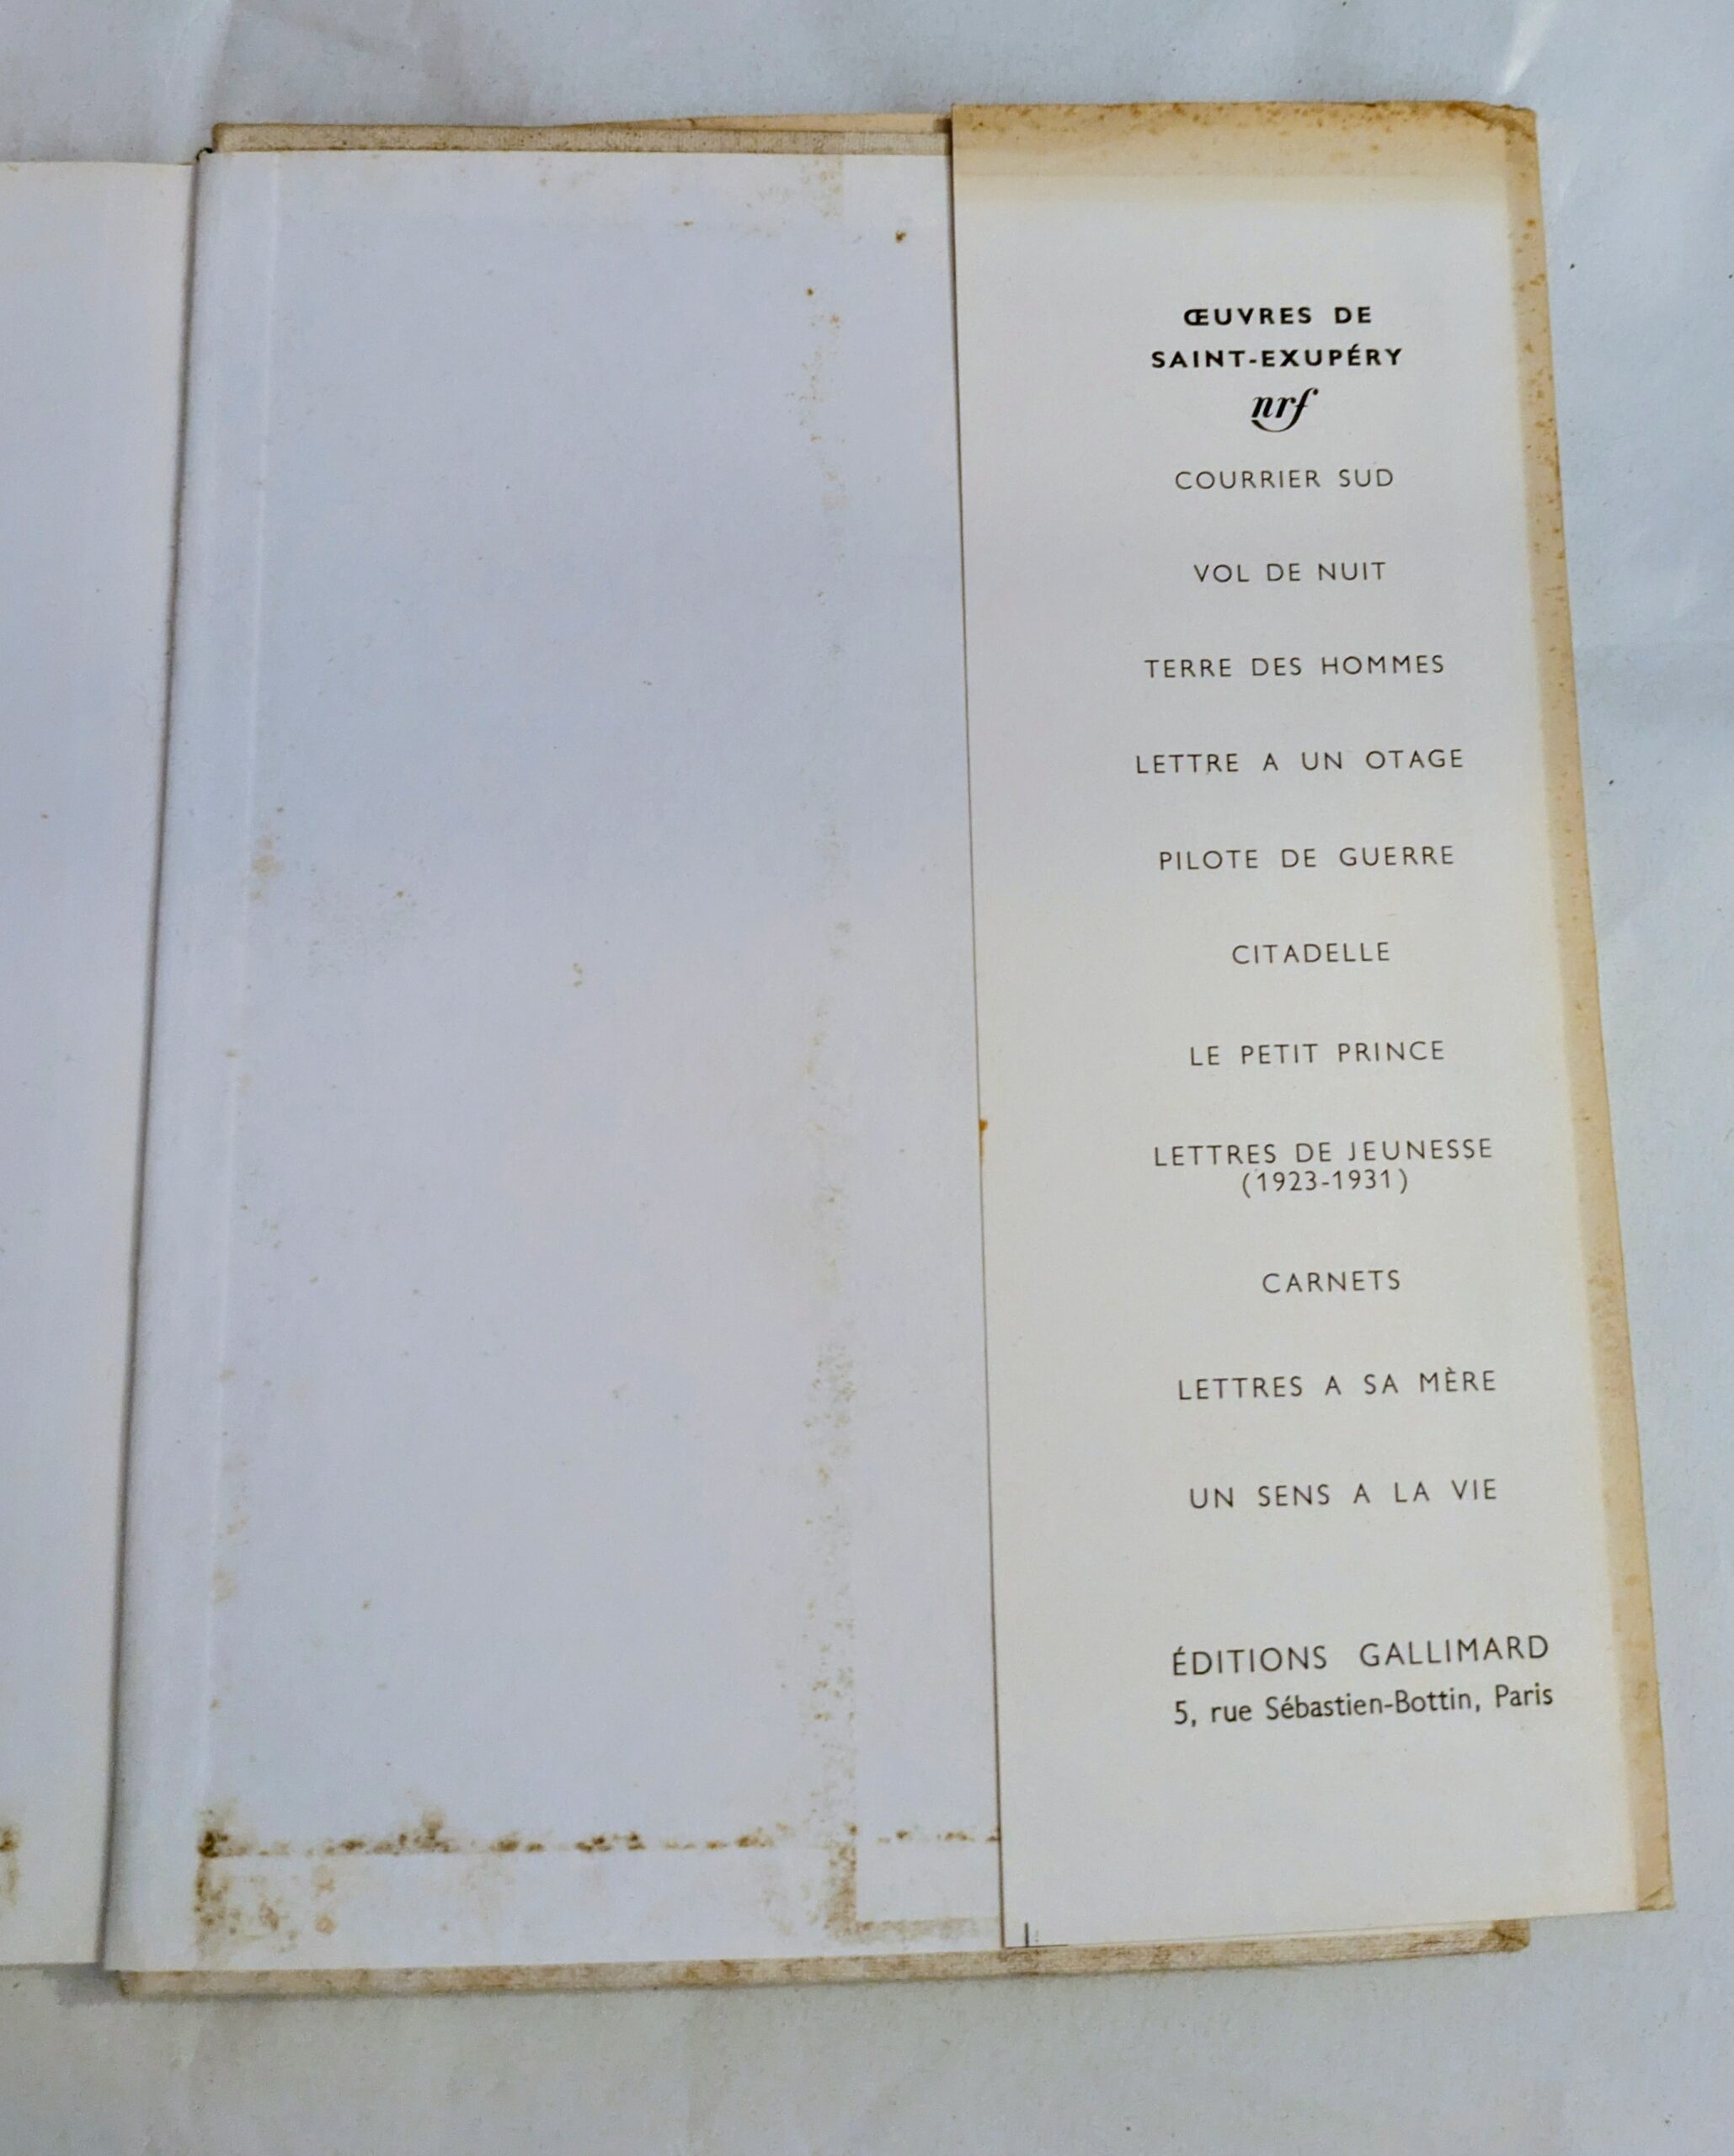 ŒUVRES DE
SAINT-EXUPÉRY
nrf
COURRIER SUD
VOL DE NUIT
TERRE DES HOMMES
LETTRE A UN OTAGE
PILOTE DE GUERRE
CITADELLE
LE PETIT PRINCE
LETTRES DE JEUNESSE
(1923-1931)
CARNETS
LETTRES A SA MÈRE
UN SENS A LA VIE
ÉDITIONS GALLIMARD
5, rue Sébastien-Bottin, Paris